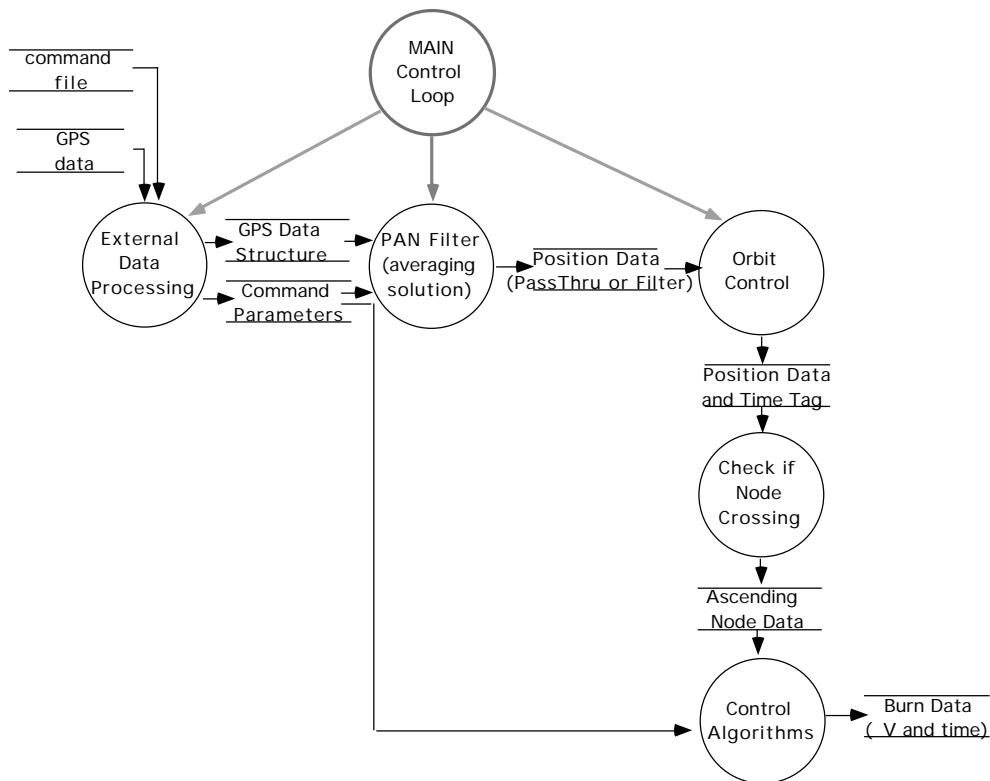 MAIN
Control
Loop
command
file
GPS
data
External
Data
Processing
GPS Data
Structure
Command
Parameters
PAN Filter
(averaging
solution)
Position Data
(PassThru or Filter)
Orbit
Control
Position Data
and Time Tag
Check if
Node
Crossing
Ascending
Node Data
Control
Algorithms
Burn Data
( V and time)